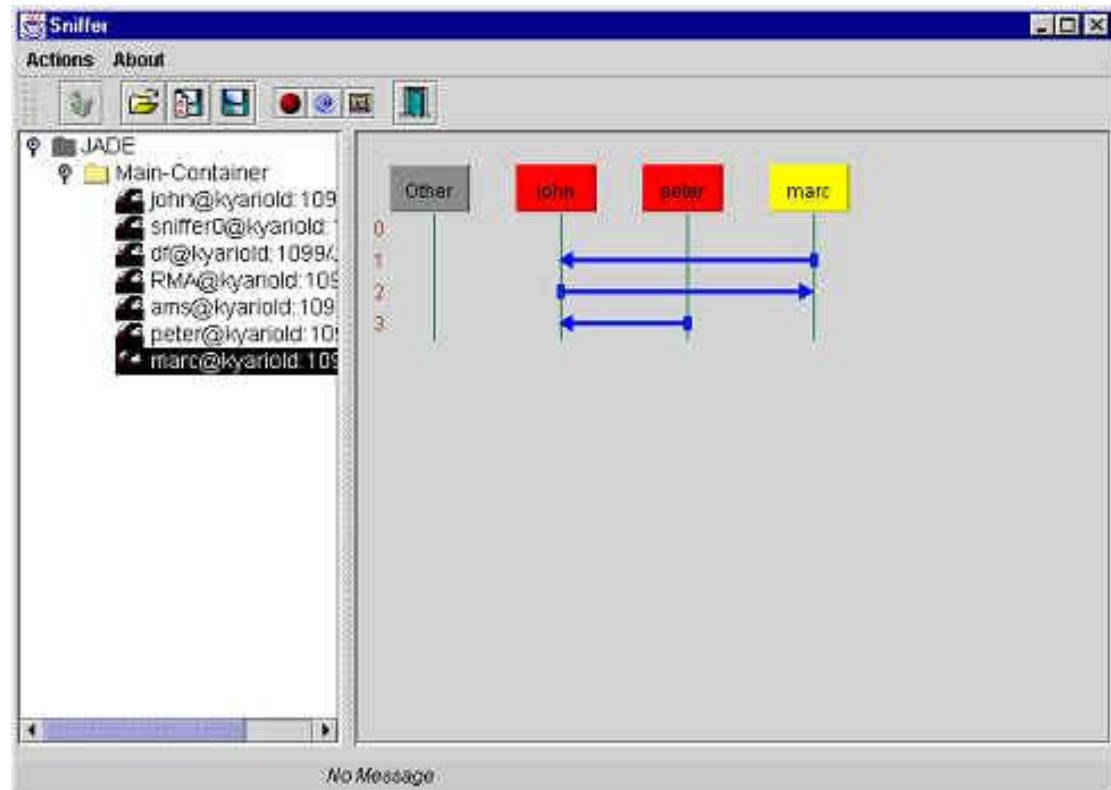 Sniffer
Actions About
JADE
Main-Container
john@kyariold:109
sniffer0@kyariold:
df@kyariold:1099/
RMA@kyariold:109
ams@kyariold:109
peter@kyariold:10
marc@kyariold:109
Other john peter marc
0
1
2
3
No Message